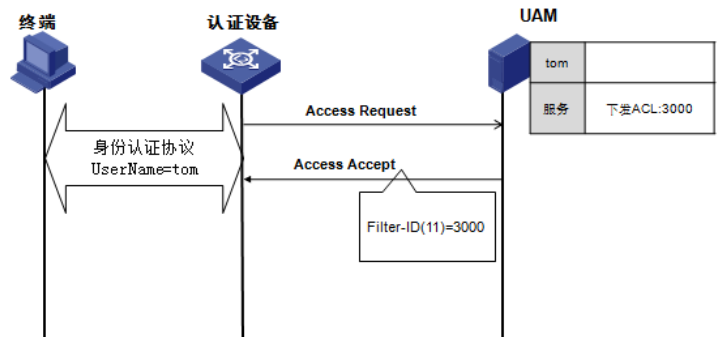 终端
认证设备
UAM
tom
服务
下发ACL:3000
Access Request
身份认证协议
UserName=tom
Access Accept
Filter-ID(11)=3000